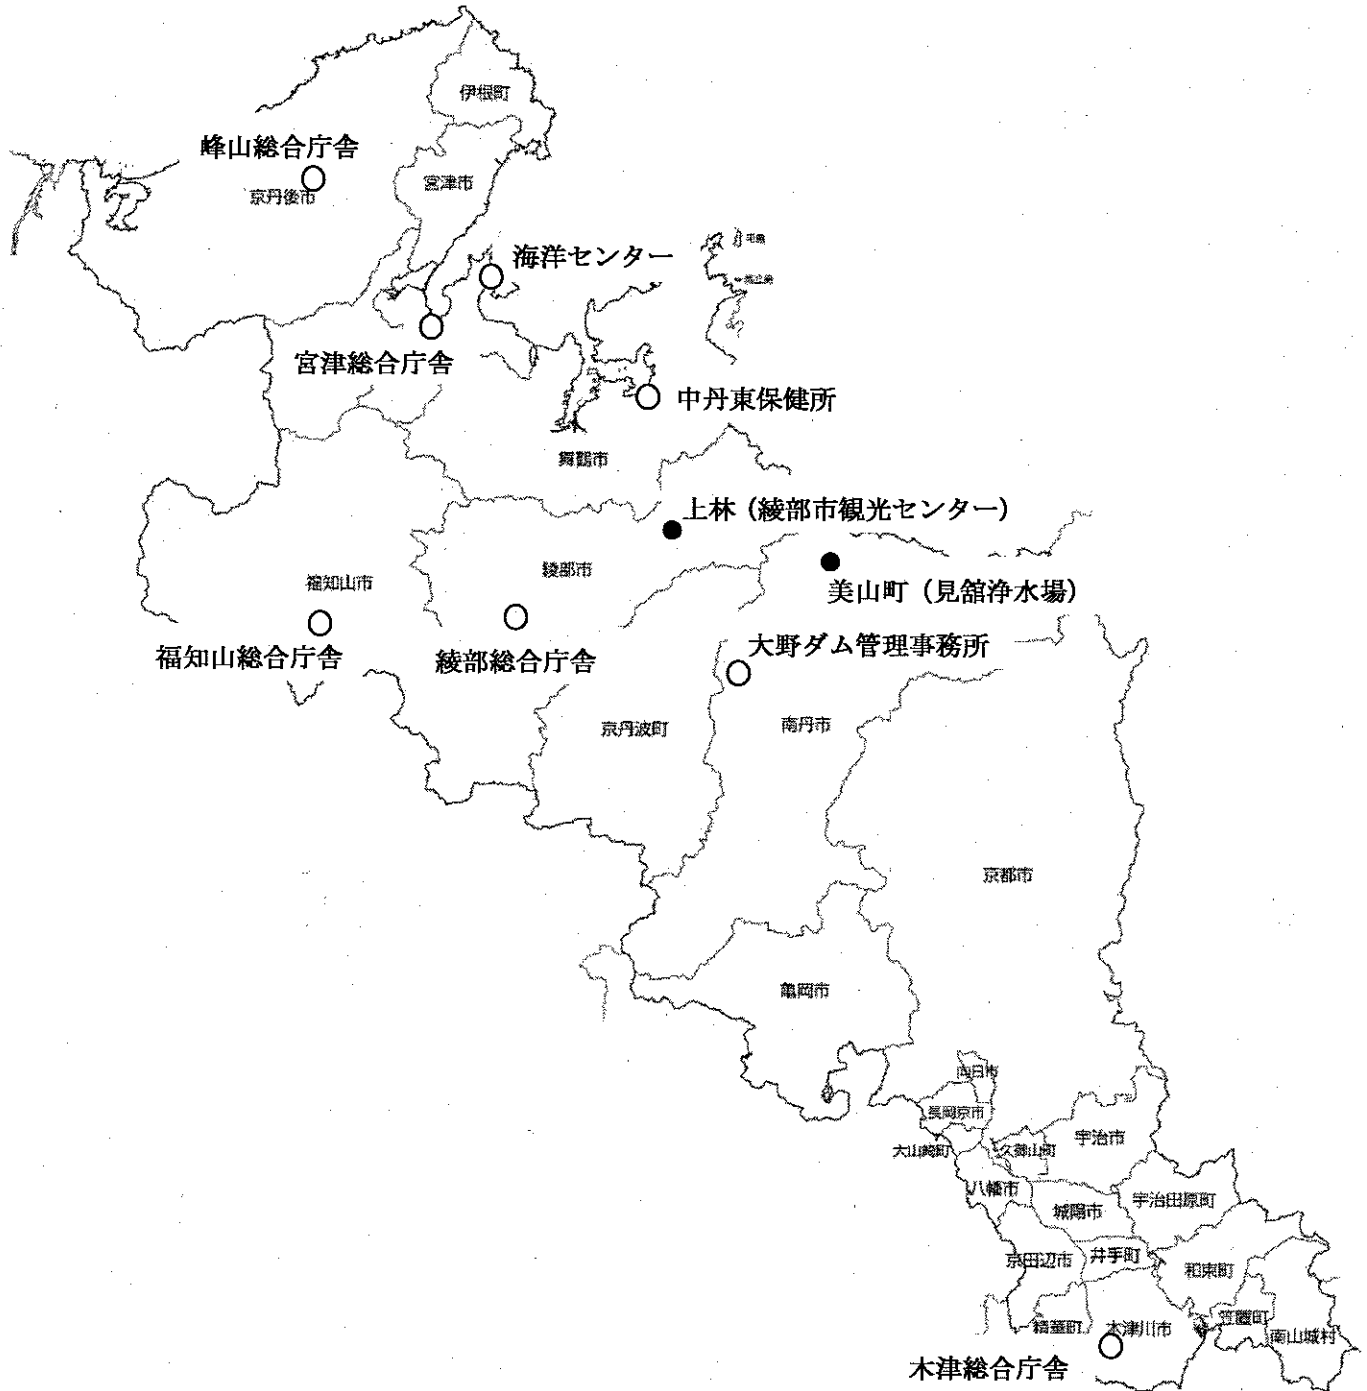 伊根町
峰山総合庁舎
宮津市
京丹後市
海洋センター
宮津総合庁舎
中丹東保健所
舞鶴市
上林（綾部市観光センター）
綾部市
福知山市
美山町（見舘浄水場）
大野ダム管理事務所
福知山総合庁舎
綾部総合庁舎
京丹波町
南丹市
京都市
亀岡市
向日市
長岡京市
大山崎町
久御山町
宇治市
八幡市
城陽市
宇治田原町
京田辺市
井手町
和束町
精華町
木津川市
笠置町
南山城村
木津総合庁舎